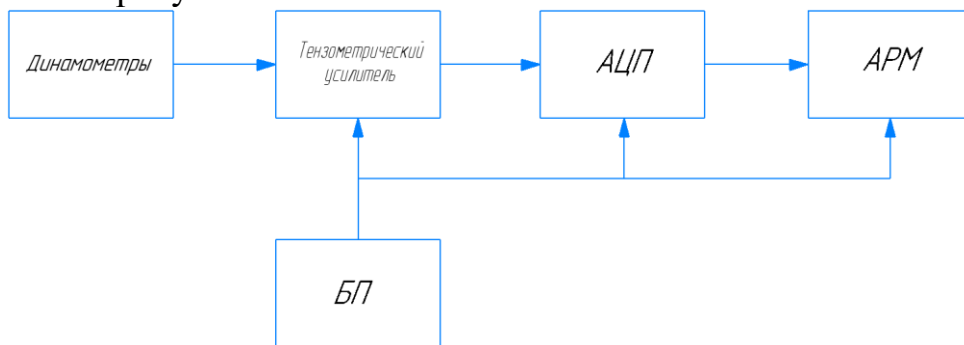 Динамометры
Тензометрический
усилитель
АЦП
АРМ
БП